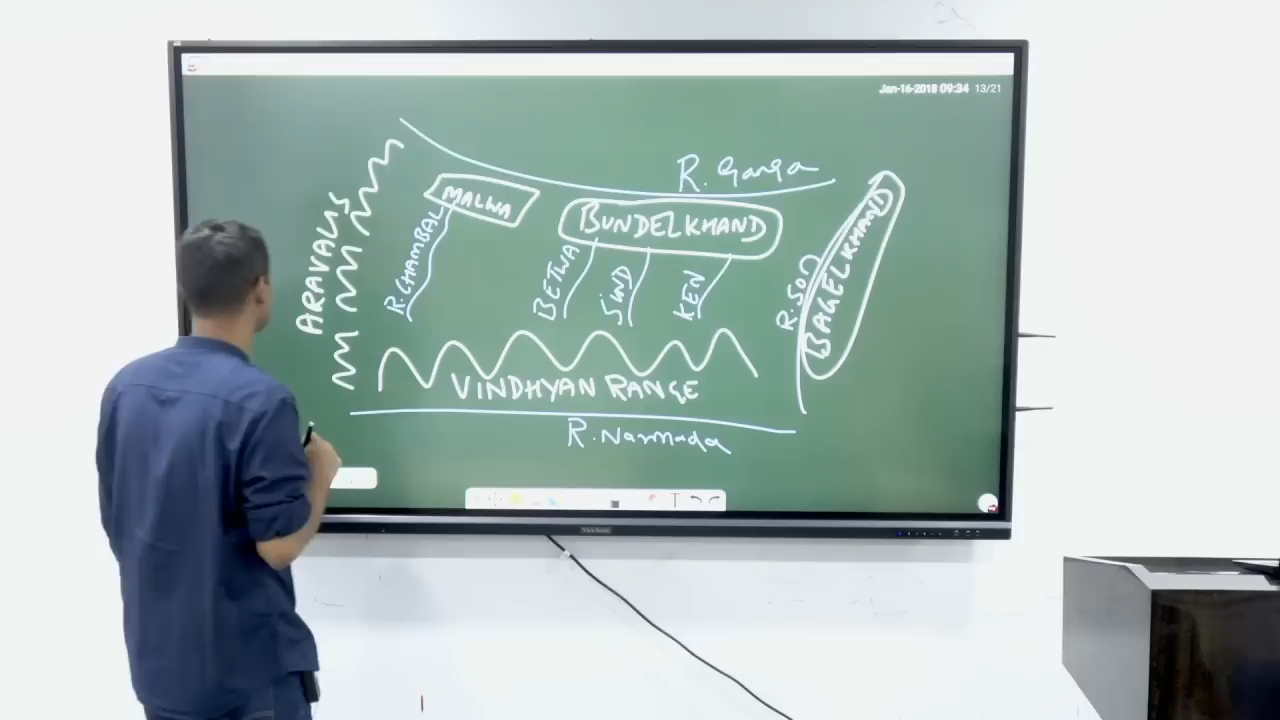 Jan-16-2018 09:34 13/21
R. Ganga
MALWA
BUNDELKHAND
BAGELKHAND
ARAVALIS
R. CHAMBAL
BETWA
SIND
KEN
R. SON
VINDHYAN RANGE
R. Narmada
ViewSonic